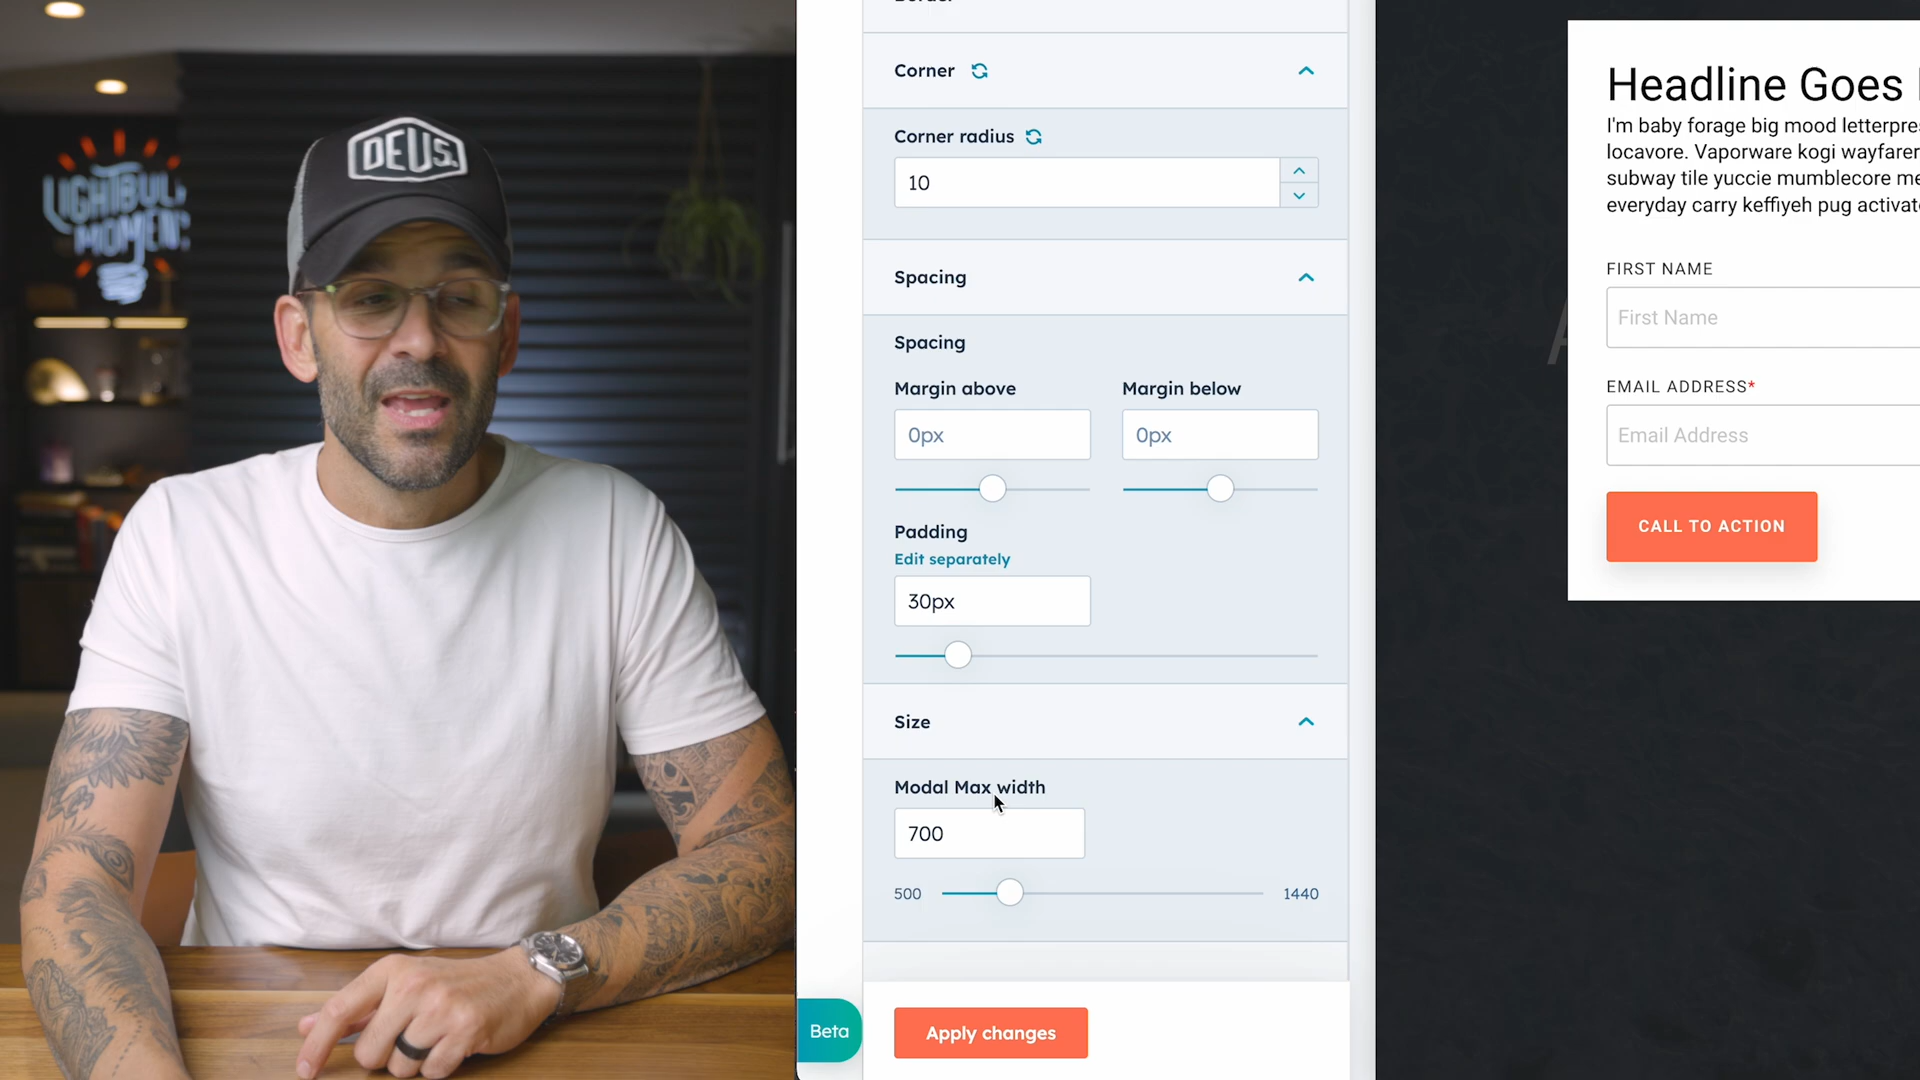 DEUS.
LIGHTBULB
MOMENT
Border
Corner
Corner radius
10
Spacing
Spacing
Margin above
Margin below
0px
0px
Padding
Edit separately
30px
Size
Modal Max width
700
500
1440
Beta
Apply changes
Headline Goes
I'm baby forage big mood letterpre
locavore. Vaporware kogi wayfarer
subway tile yuccie mumblecore me
everyday carry keffiyeh pug activat
FIRST NAME
First Name
EMAIL ADDRESS*
Email Address
CALL TO ACTION